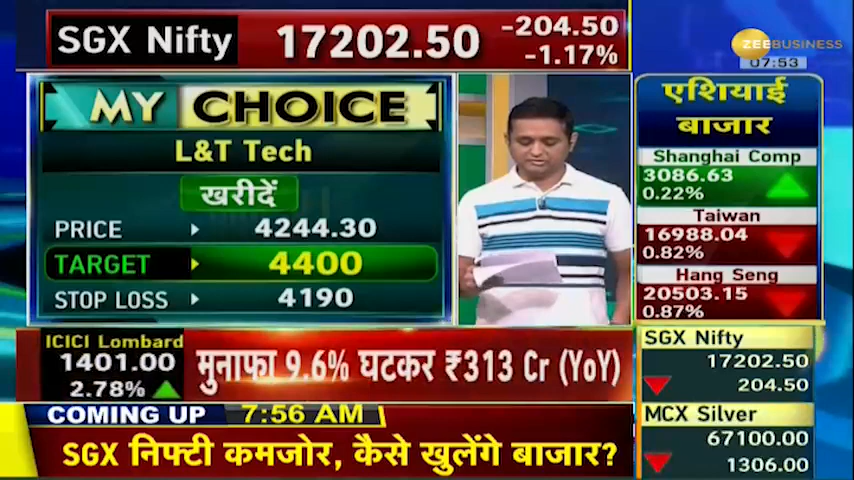 SGX Nifty 17202.50 -204.50
-1.17%
ZEE BUSINESS
07:53
MY CHOICE
L&T Tech
खरीदें
PRICE 4244.30
TARGET 4400
STOP LOSS 4190
एशियाई
बाजार
Shanghai Comp
3086.63
0.22%
Taiwan
16988.04
0.82%
Hang Seng
20503.15
0.87%
ICICI Lombard
1401.00
2.78%
मुनाफा 9.6% घटकर ₹313 Cr (YoY)
SGX Nifty
17202.50
204.50
MCX Silver
67100.00
1306.00
COMING UP 7:56 AM
SGX निफ्टी कमजोर, कैसे खुलेंगे बाजार?